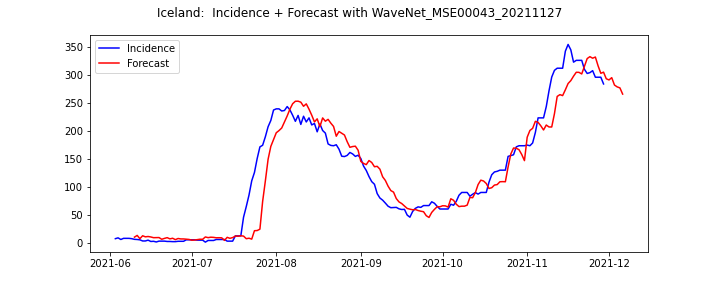 Iceland:  Incidence + Forecast with WaveNet_MSE00043_20211127
Incidence
Forecast
350
300
250
200
150
100
50
0
2021-06 2021-07 2021-08 2021-09 2021-10 2021-11 2021-12